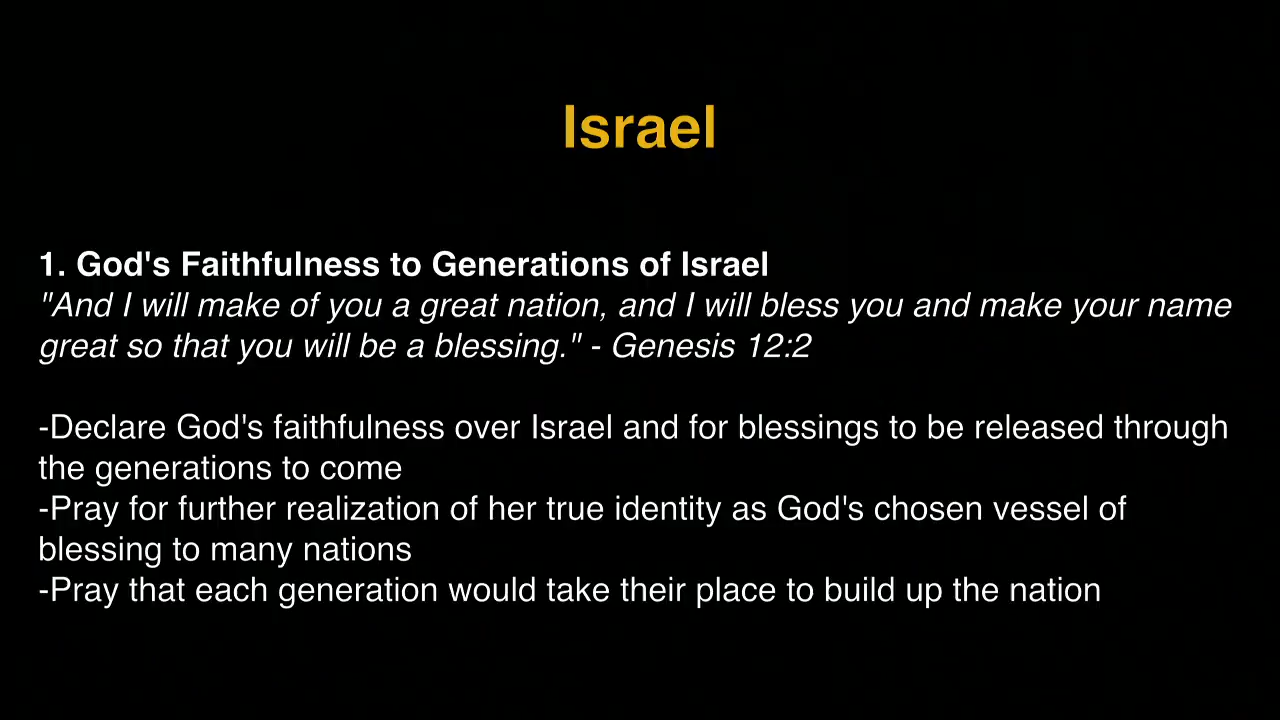 Israel
1. God's Faithfulness to Generations of Israel
"And I will make of you a great nation, and I will bless you and make your name
great so that you will be a blessing." - Genesis 12:2
-Declare God's faithfulness over Israel and for blessings to be released through
the generations to come
-Pray for further realization of her true identity as God's chosen vessel of
blessing to many nations
-Pray that each generation would take their place to build up the nation